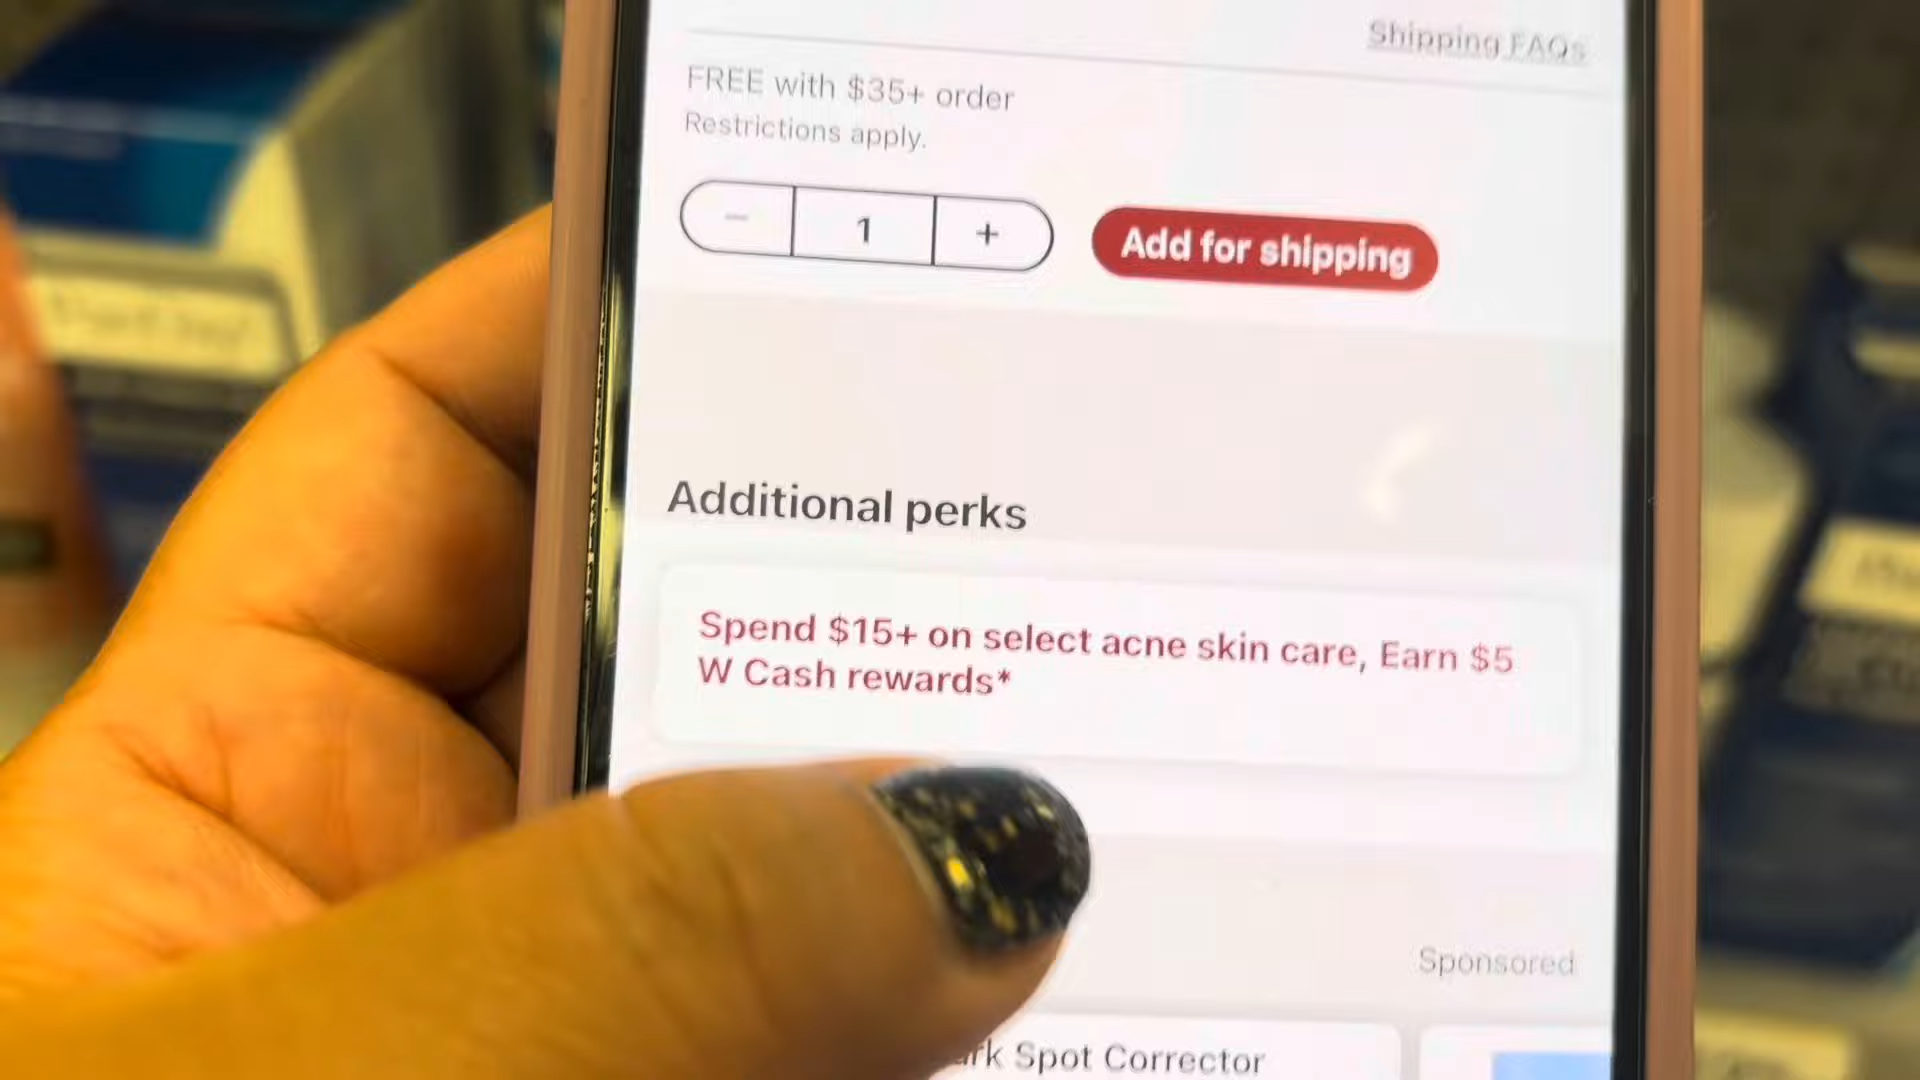 Shipping FAQs
FREE with $35+ order
Restrictions apply.
− 1 +
Add for shipping
Additional perks
Spend $15+ on select acne skin care, Earn $5
W Cash rewards*
Sponsored
Spot Corrector